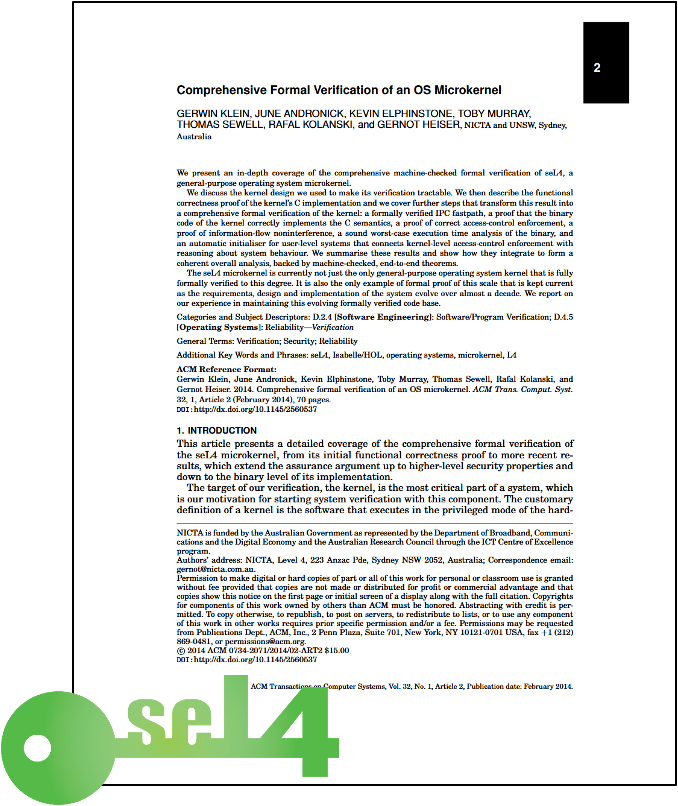 2
Comprehensive Formal Verification of an OS Microkernel
GERWIN KLEIN, JUNE ANDRONICK, KEVIN ELPHINSTONE, TOBY MURRAY,
THOMAS SEWELL, RAFAL KOLANSKI, and GERNOT HEISER, NICTA and UNSW, Sydney,
Australia
We present an in-depth coverage of the comprehensive machine-checked formal verification of seL4, a
general-purpose operating system microkernel.
We discuss the kernel design we used to make its verification tractable. We then describe the functional
correctness proof of the kernel's C implementation and we cover further steps that transform this result into
a comprehensive formal verification of the kernel: a formally verified IPC fastpath, a proof that the binary
code of the kernel correctly implements the C semantics, a proof of correct access-control enforcement, a
proof of information-flow noninterference, a sound worst-case execution time analysis of the binary, and
an automatic initialiser for user-level systems that connects kernel-level access-control enforcement with
reasoning about system behaviour. We summarise these results and show how they integrate to form a
coherent overall analysis, backed by machine-checked, end-to-end theorems.
The seL4 microkernel is currently not just the only general-purpose operating system kernel that is fully
formally verified to this degree. It is also the only example of formal proof of this scale that is kept current
as the requirements, design and implementation of the system evolve over almost a decade. We report on
our experience in maintaining this evolving formally verified code base.
Categories and Subject Descriptors: D.2.4 [Software Engineering]: Software/Program Verification; D.4.5
[Operating Systems]: Reliability—Verification
General Terms: Verification; Security; Reliability
Additional Key Words and Phrases: seL4, Isabelle/HOL, operating systems, microkernel, L4
ACM Reference Format:
Gerwin Klein, June Andronick, Kevin Elphinstone, Toby Murray, Thomas Sewell, Rafal Kolanski, and
Gernot Heiser. 2014. Comprehensive formal verification of an OS microkernel. ACM Trans. Comput. Syst.
32, 1, Article 2 (February 2014), 70 pages.
DOI:http://dx.doi.org/10.1145/2560537
1. INTRODUCTION
This article presents a detailed coverage of the comprehensive formal verification of
the seL4 microkernel, from its initial functional correctness proof to more recent re-
sults, which extend the assurance argument up to higher-level security properties and
down to the binary level of its implementation.
The target of our verification, the kernel, is the most critical part of a system, which
is our motivation for starting system verification with this component. The customary
definition of a kernel is the software that executes in the privileged mode of the hard-
NICTA is funded by the Australian Government as represented by the Department of Broadband, Communi-
cations and the Digital Economy and the Australian Research Council through the ICT Centre of Excellence
program.
Authors' address: NICTA, Level 4, 223 Anzac Pde, Sydney NSW 2052, Australia; Correspondence email:
gernot@nicta.com.au.
Permission to make digital or hard copies of part or all of this work for personal or classroom use is granted
without fee provided that copies are not made or distributed for profit or commercial advantage and that
copies show this notice on the first page or initial screen of a display along with the full citation. Copyrights
for components of this work owned by others than ACM must be honored. Abstracting with credit is per-
mitted. To copy otherwise, to republish, to post on servers, to redistribute to lists, or to use any component
of this work in other works requires prior specific permission and/or a fee. Permissions may be requested
from Publications Dept., ACM, Inc., 2 Penn Plaza, Suite 701, New York, NY 10121-0701 USA, fax +1 (212)
869-0481, or permissions@acm.org.
© 2014 ACM 0734-2071/2014/02-ART2 $15.00
DOI:http://dx.doi.org/10.1145/2560537
ACM Transactions on Computer Systems, Vol. 32, No. 1, Article 2, Publication date: February 2014.
seL4